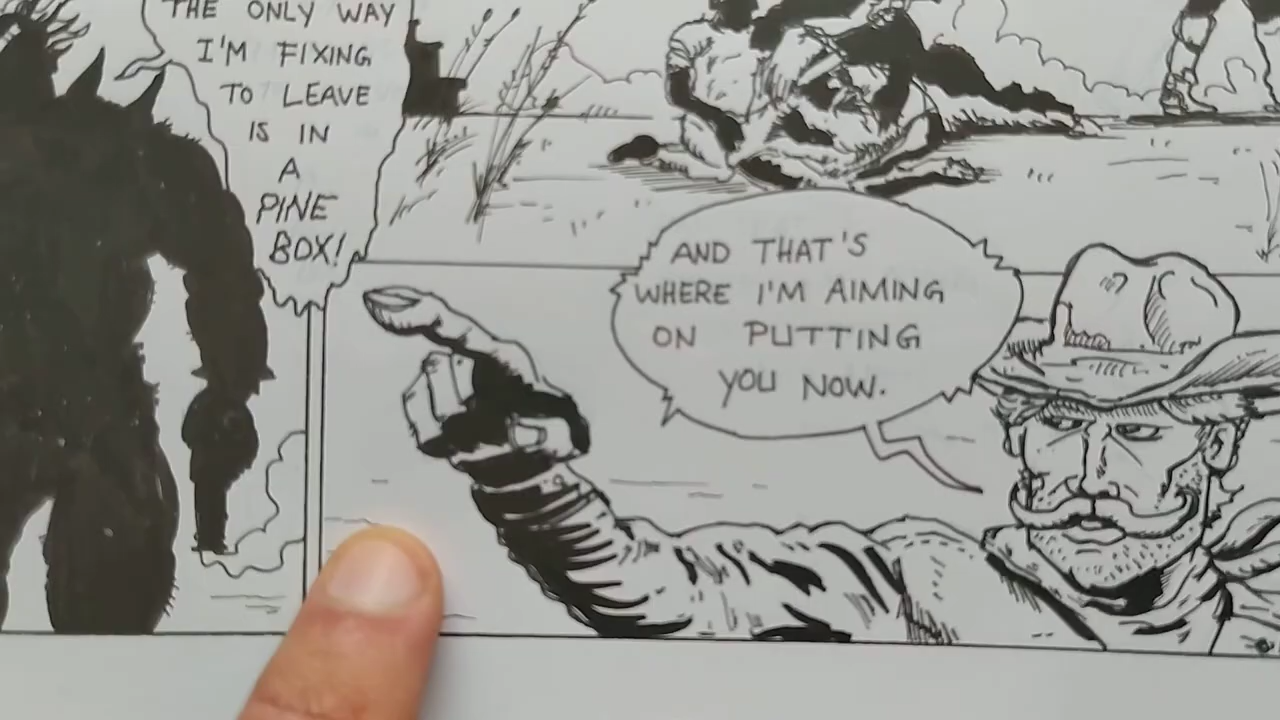 THE ONLY WAY
I'M FIXING
TO LEAVE
IS IN
A
PINE
BOX!
AND THAT'S
WHERE I'M AIMING
ON PUTTING
YOU NOW.